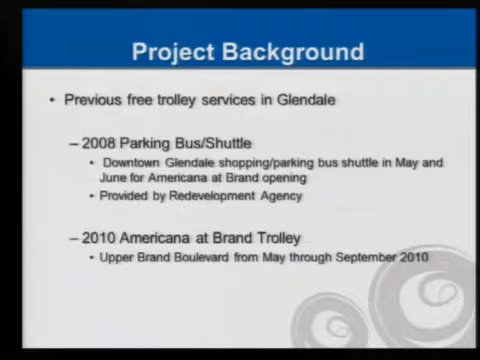 Project Background
• Previous free trolley services in Glendale
– 2008 Parking Bus/Shuttle
• Downtown Glendale shopping/parking bus shuttle in May and
June for Americana at Brand opening
• Provided by Redevelopment Agency
– 2010 Americana at Brand Trolley
• Upper Brand Boulevard from May through September 2010